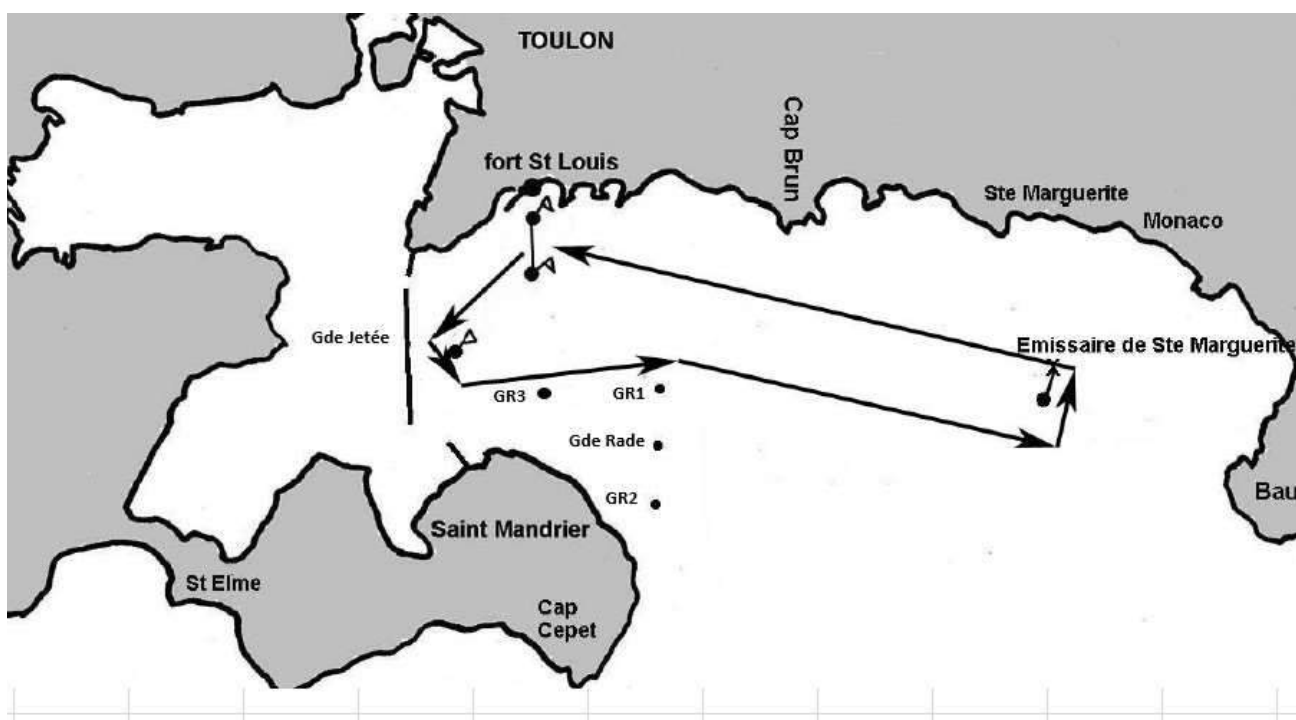 TOULON
Cap Brun
fort St Louis
Ste Marguerite
Monaco
Gde Jetée
Emissaire de Ste Marguerite
GR3
GR1
Gde Rade
GR2
Bau
Saint Mandrier
St Elme
Cap
Cepet